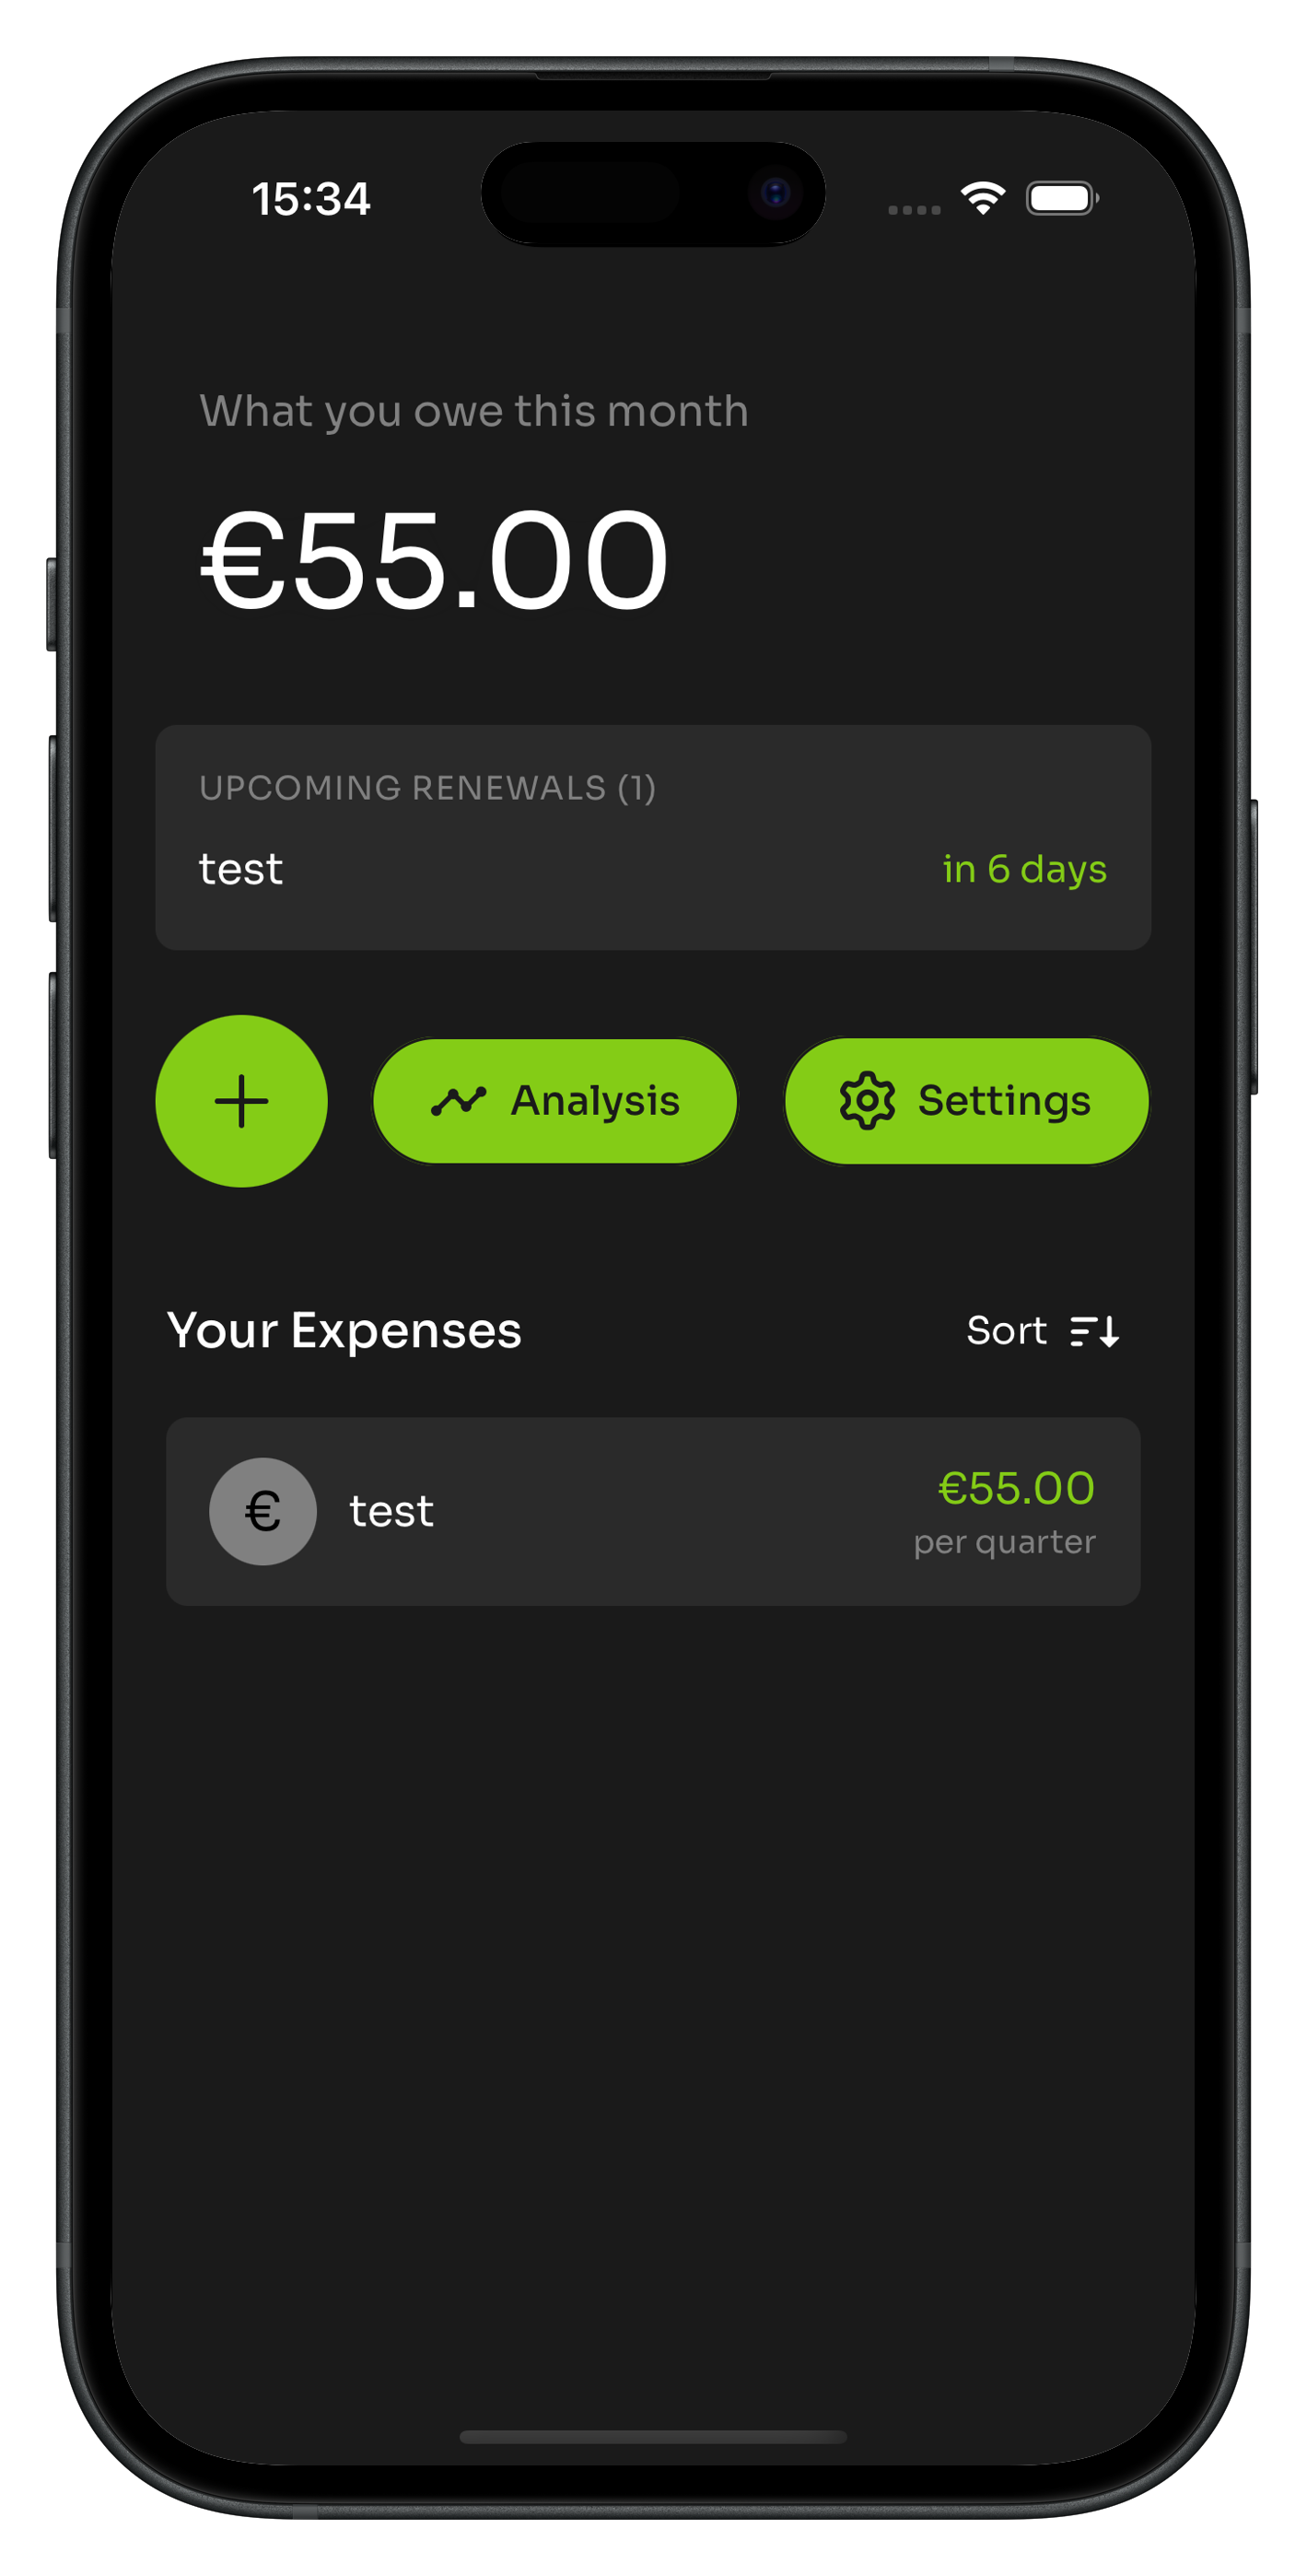 15:34
What you owe this month
€55.00
UPCOMING RENEWALS (1)
test
in 6 days
Analysis
Settings
Your Expenses
Sort
€
test
€55.00
per quarter